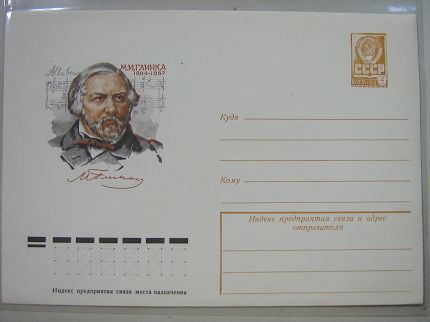 М.И.ГЛИНКА
1804-1857
СССР
Куда
Кому
Индекс предприятия связи и адрес
отправителя
Индекс предприятия связи места назначения